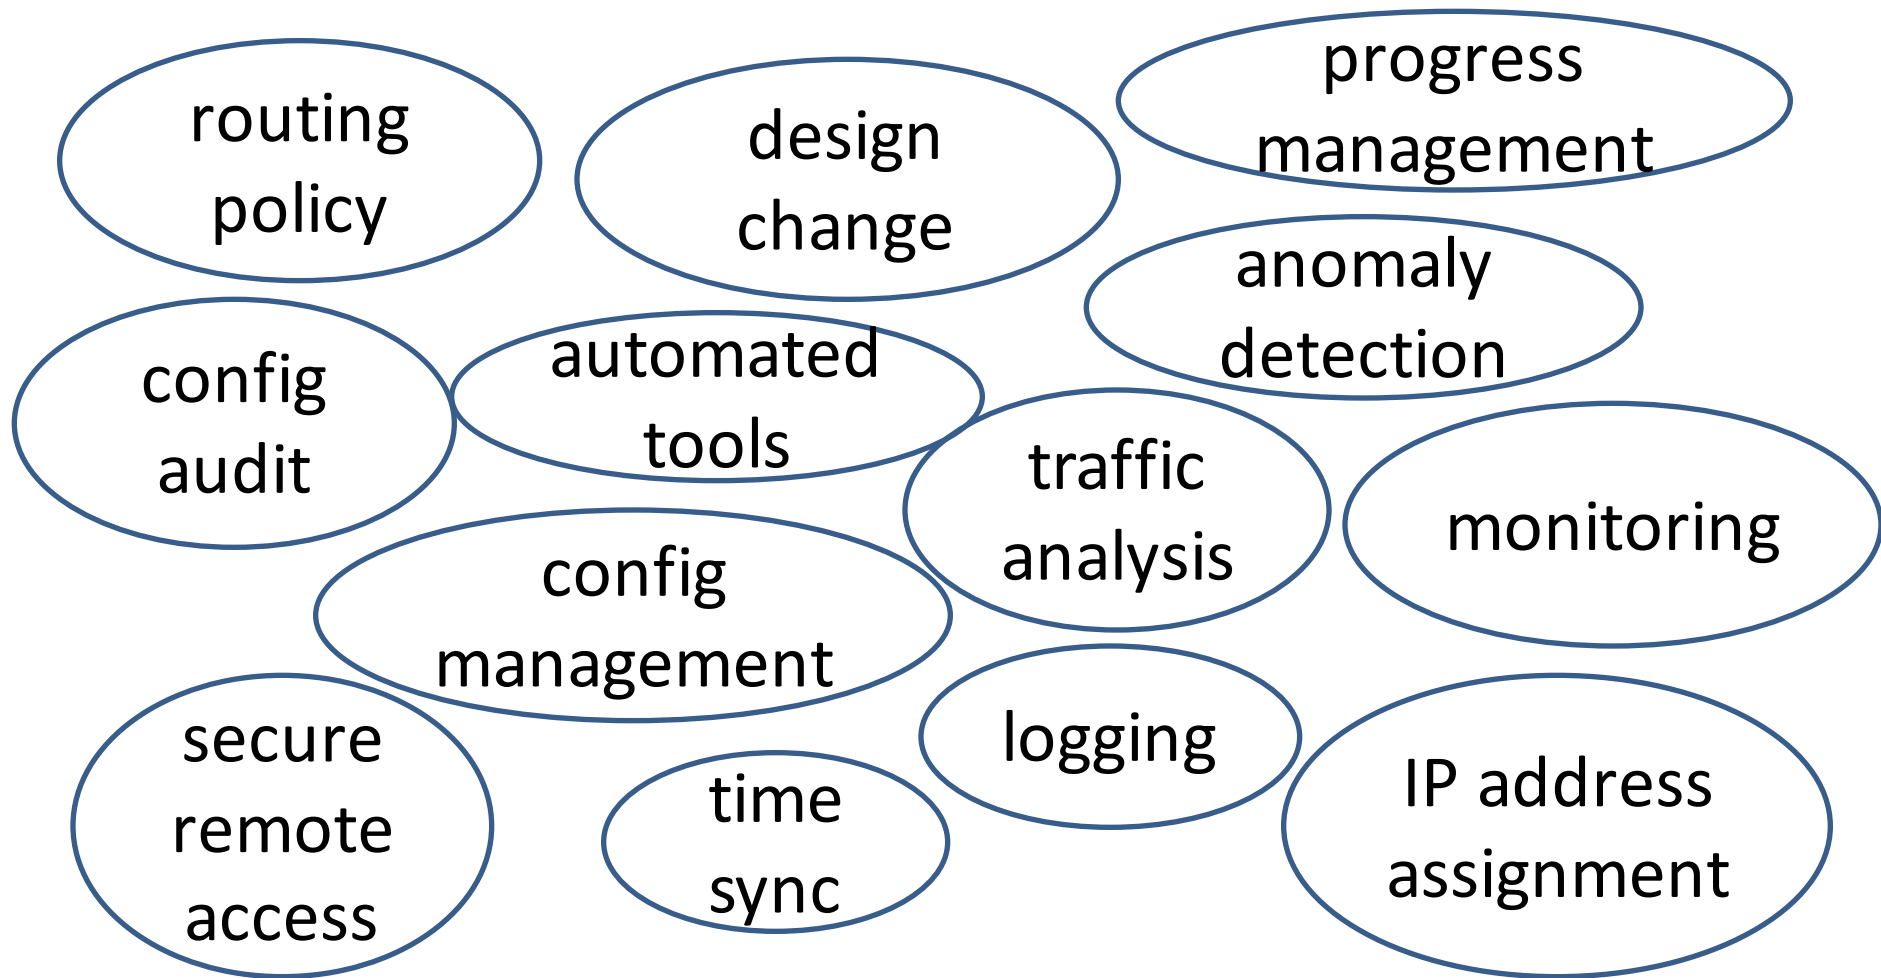 routing
policy
design
change
progress
management
anomaly
detection
config
audit
automated
tools
traffic
analysis
monitoring
config
management
secure
remote
access
time
sync
logging
IP address
assignment